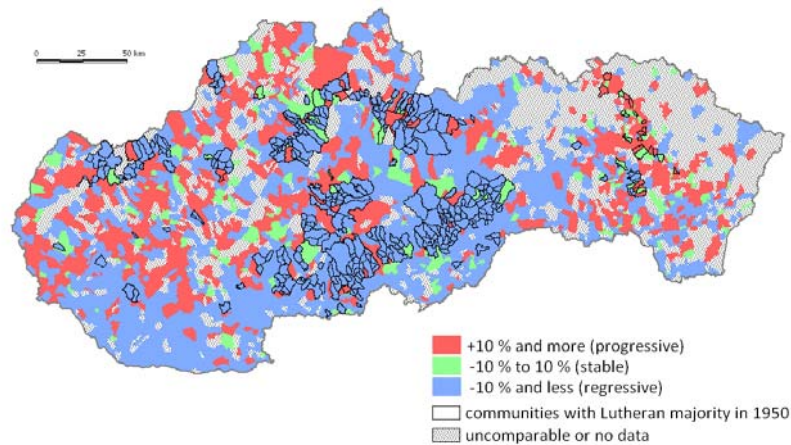 0 25 50 km
+10 % and more (progressive)
-10 % to 10 % (stable)
-10 % and less (regressive)
communities with Lutheran majority in 1950
uncomparable or no data